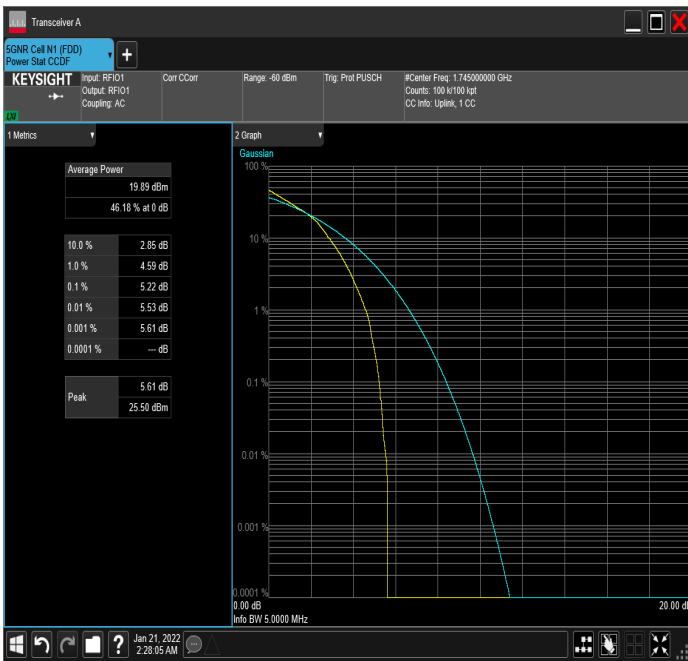 Transceiver A
5GNR Cell N1 (FDD)
Power Stat CCDF
+
KEYSIGHT
LXI
Input: RFIO1
Output: RFIO1
Coupling: AC
Corr CCorr
Range: -60 dBm
Trig: Prot PUSCH
#Center Freq: 1.745000000 GHz
Counts: 100 k/100 kpt
CC Info: Uplink, 1 CC
1 Metrics
Average Power
19.89 dBm
46.18 % at 0 dB
10.0 % 2.85 dB
1.0 % 4.59 dB
0.1 % 5.22 dB
0.01 % 5.53 dB
0.001 % 5.61 dB
0.0001 % --- dB
Peak
5.61 dB
25.50 dBm
2 Graph
Gaussian
100 %
10 %
1 %
0.1 %
0.01 %
0.001 %
0.0001 %
0.00 dB
20.00 dB
Info BW 5.0000 MHz
?
Jan 21, 2022
2:28:05 AM